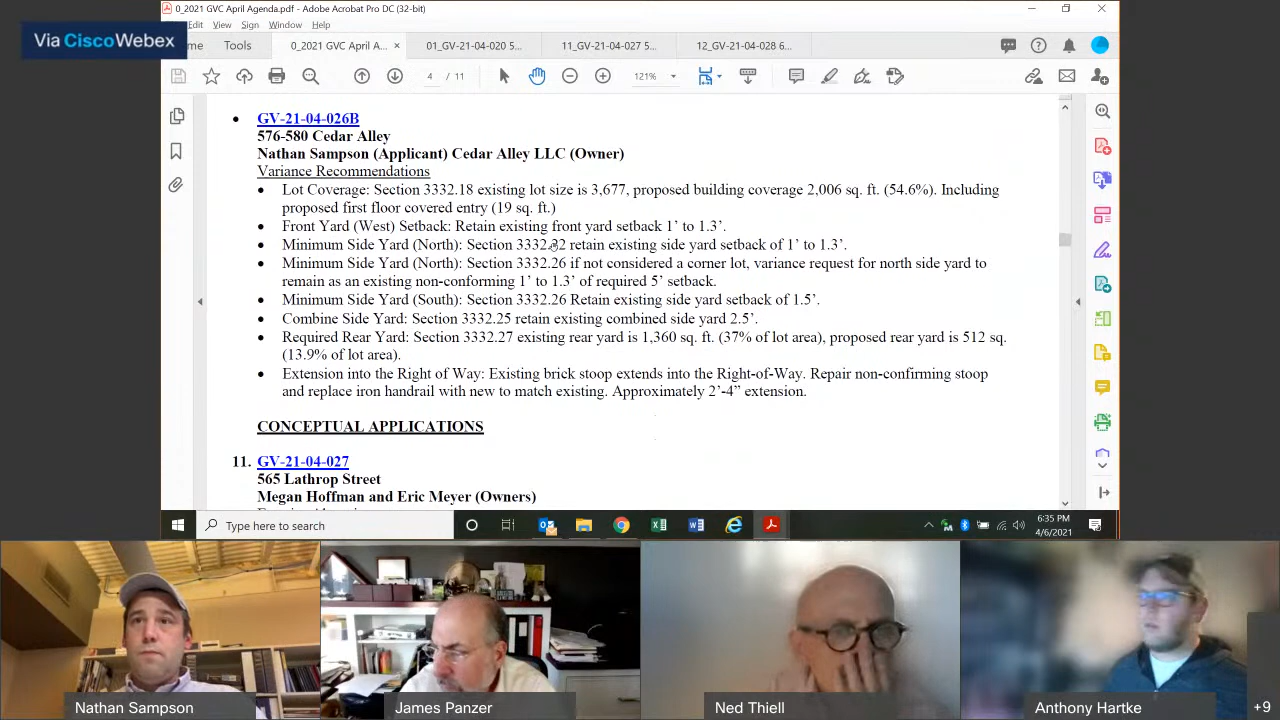 0_2021 GVC April Agenda.pdf - Adobe Acrobat Pro DC (32-bit)
Edit View Sign Window Help
Via Cisco Webex
me Tools 0_2021 GVC April A... × 01_GV-21-04-020 5... 11_GV-21-04-027 5... 12_GV-21-04-028 6...
4 / 11 121%
• GV-21-04-026B
576-580 Cedar Alley
Nathan Sampson (Applicant) Cedar Alley LLC (Owner)
Variance Recommendations
• Lot Coverage: Section 3332.18 existing lot size is 3,677, proposed building coverage 2,006 sq. ft. (54.6%). Including
proposed first floor covered entry (19 sq. ft.)
• Front Yard (West) Setback: Retain existing front yard setback 1’ to 1.3’.
• Minimum Side Yard (North): Section 3332.22 retain existing side yard setback of 1’ to 1.3’.
• Minimum Side Yard (North): Section 3332.26 if not considered a corner lot, variance request for north side yard to
remain as an existing non-conforming 1’ to 1.3’ of required 5’ setback.
• Minimum Side Yard (South): Section 3332.26 Retain existing side yard setback of 1.5’.
• Combine Side Yard: Section 3332.25 retain existing combined side yard 2.5’.
• Required Rear Yard: Section 3332.27 existing rear yard is 1,360 sq. ft. (37% of lot area), proposed rear yard is 512 sq.
(13.9% of lot area).
• Extension into the Right of Way: Existing brick stoop extends into the Right-of-Way. Repair non-confirming stoop
and replace iron handrail with new to match existing. Approximately 2’-4” extension.
CONCEPTUAL APPLICATIONS
11. GV-21-04-027
565 Lathrop Street
Megan Hoffman and Eric Meyer (Owners)
Type here to search
6:35 PM
4/6/2021
Nathan Sampson
James Panzer
Ned Thiell
Anthony Hartke
+9